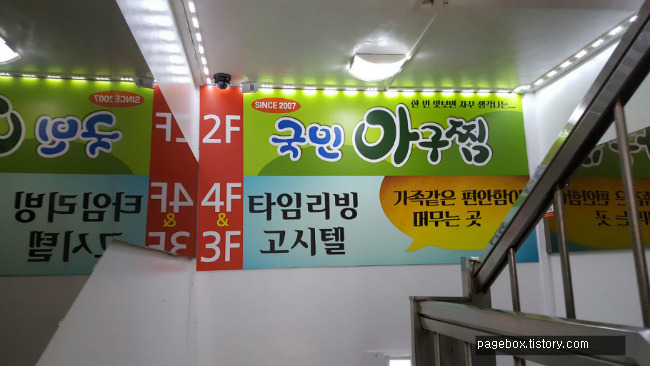 한 번 맛보면 자꾸 생각나는...
SINCE 2007
2F
국민 아구찜
4F
&
3F
타임리빙
고시텔
가족같은 편안함이
머무는 곳
pagebox.tistory.com